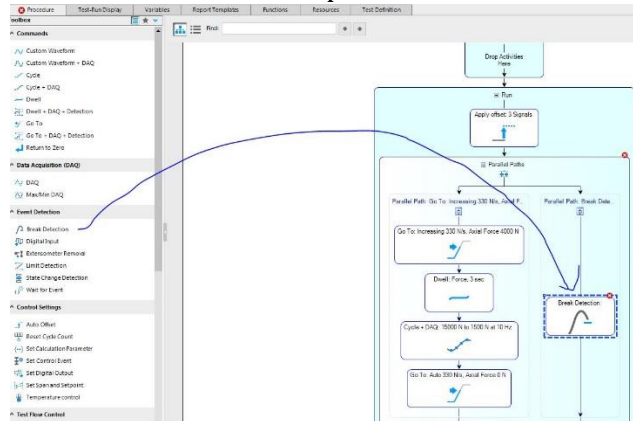 Procedure
Test-Run Display
Variables
Report Templates
Functions
Resources
Test Definition
oolbox
Find:
Commands
Custom Waveform
Custom Waveform + DAQ
Cycle
Cycle + DAQ
Dwell
Dwell + DAQ + Detection
Go To
Go To + DAQ + Detection
Return to Zero
Data Acquisition (DAQ)
DAQ
Max/Min DAQ
Event Detection
Break Detection
Digital Input
Extensometer Removal
Limit Detection
State Change Detection
Wait for Event
Control Settings
Auto Offset
Reset Cycle Count
Set Calculation Parameter
Set Control Event
Set Digital Output
Set Span and Setpoint
Temperature control
Test Flow Control
Drop Activities
Here
Run
Apply offset: 3 Signals
Parallel Paths
Parallel Path: Go To: Increasing 330 N/s, Axial F...
Go To: Increasing 330 N/s, Axial Force 4000 N
Dwell: Force, 3 sec
Cycle + DAQ: 15000 N to 1500 N at 10 Hz
Go To: Auto 330 N/s, Axial Force 0 N
Parallel Path: Break Dete...
Break Detection: